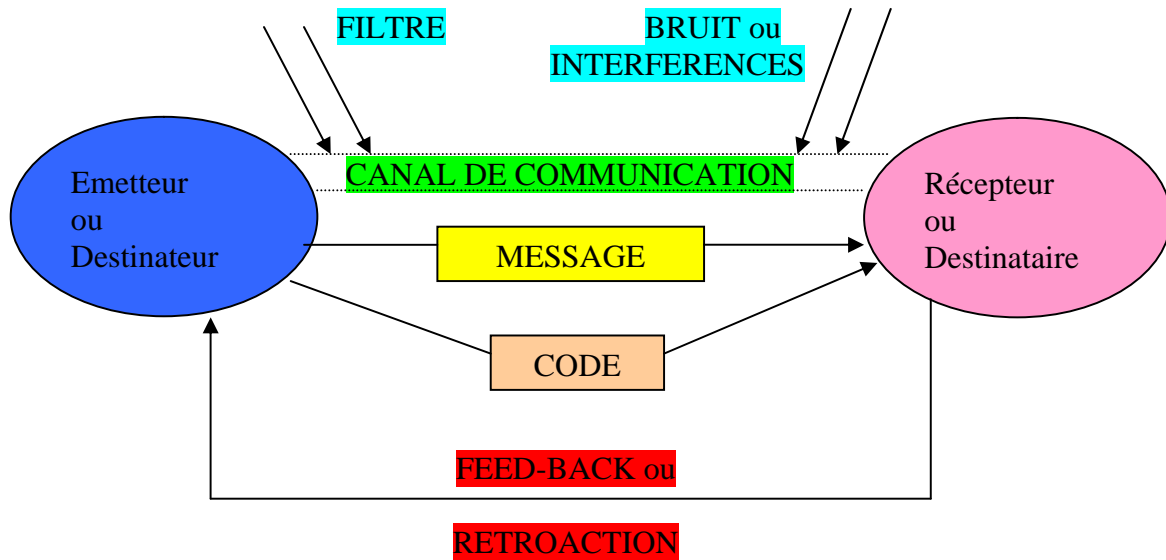 FILTRE
BRUIT ou
INTERFERENCES
CANAL DE COMMUNICATION
Emetteur
ou
Destinateur
Récepteur
ou
Destinataire
MESSAGE
CODE
FEED-BACK ou
RETROACTION